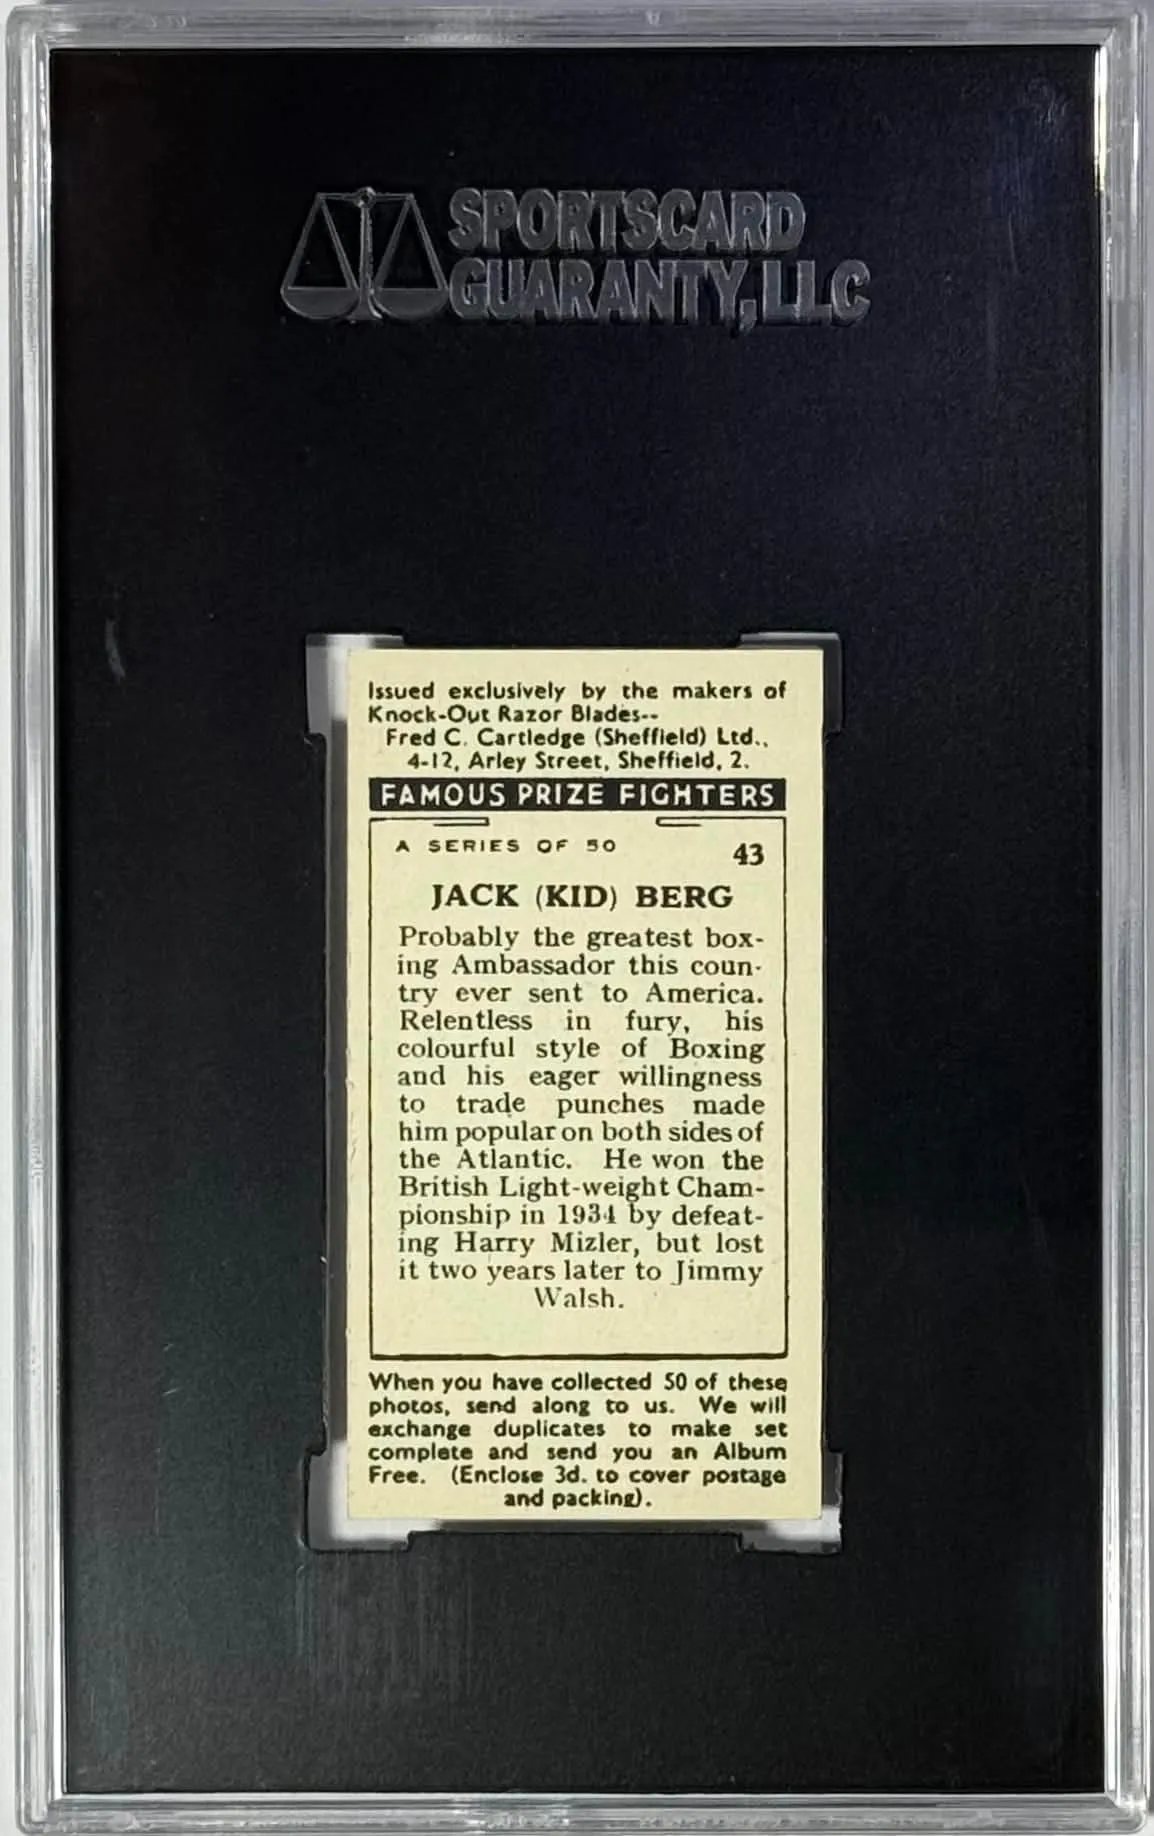 SPORTSCARD
GUARANTY, LLC
Issued exclusively by the makers of
Knock-Out Razor Blades--
Fred C. Cartledge (Sheffield) Ltd.,
4-12, Arley Street, Sheffield, 2.
FAMOUS PRIZE FIGHTERS
A SERIES OF 50 43
JACK (KID) BERG
Probably the greatest box-
ing Ambassador this coun-
try ever sent to America.
Relentless in fury, his
colourful style of Boxing
and his eager willingness
to trade punches made
him popular on both sides of
the Atlantic. He won the
British Light-weight Cham-
pionship in 1934 by defeat-
ing Harry Mizler, but lost
it two years later to Jimmy
Walsh.
When you have collected 50 of these
photos, send along to us. We will
exchange duplicates to make set
complete and send you an Album
Free. (Enclose 3d. to cover postage
and packing).